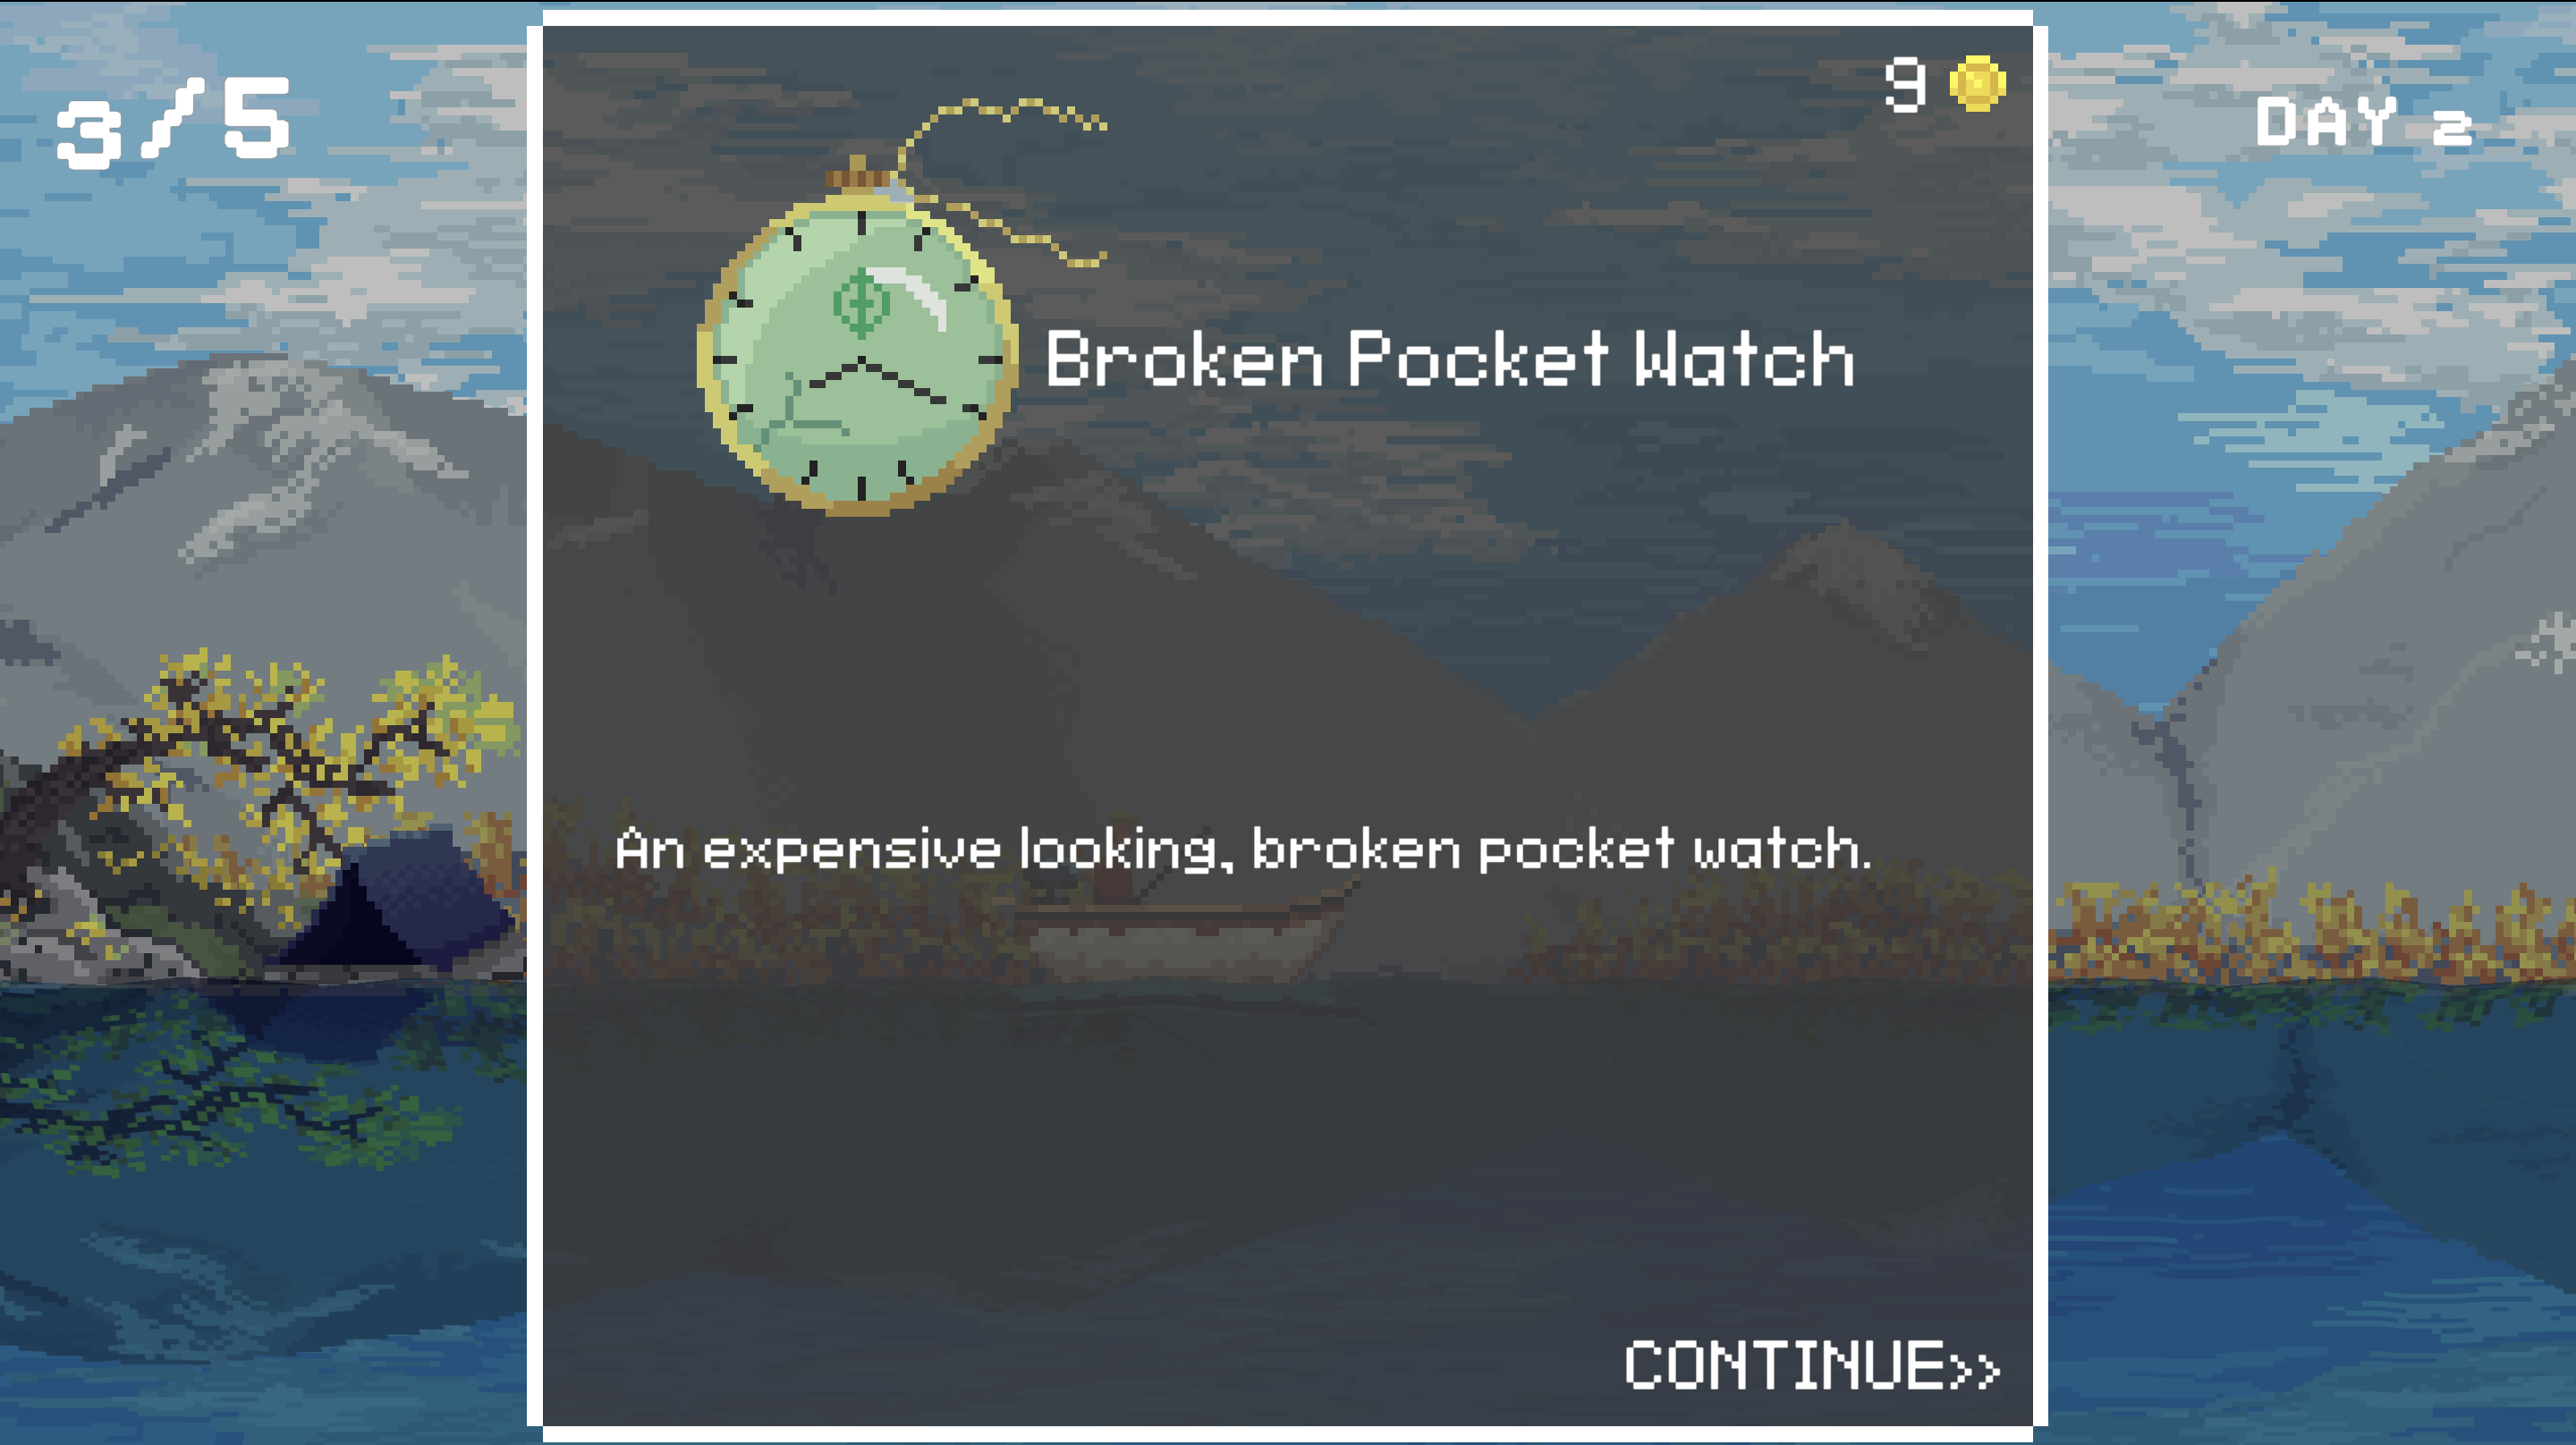 3/5
9
DAY 2
Broken Pocket Watch
An expensive looking, broken pocket watch.
CONTINUE>>